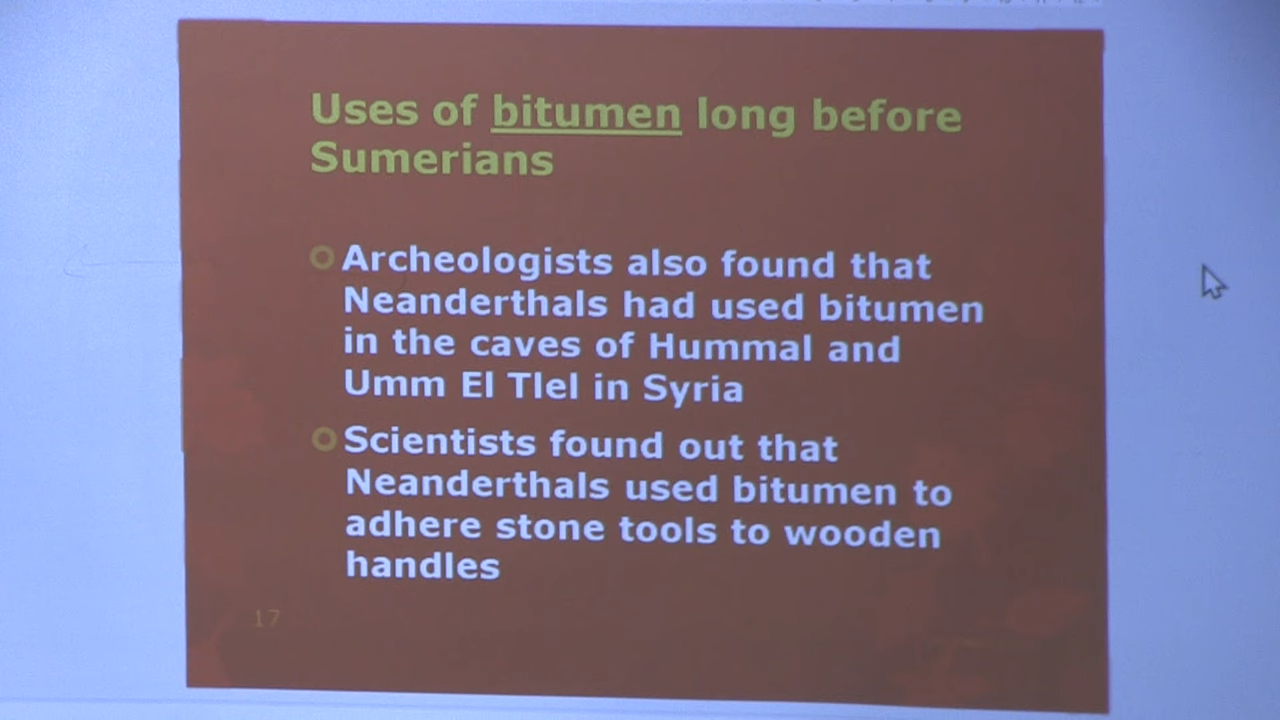 Uses of bitumen long before
Sumerians
Archeologists also found that
Neanderthals had used bitumen
in the caves of Hummal and
Umm El Tlel in Syria
Scientists found out that
Neanderthals used bitumen to
adhere stone tools to wooden
handles
17